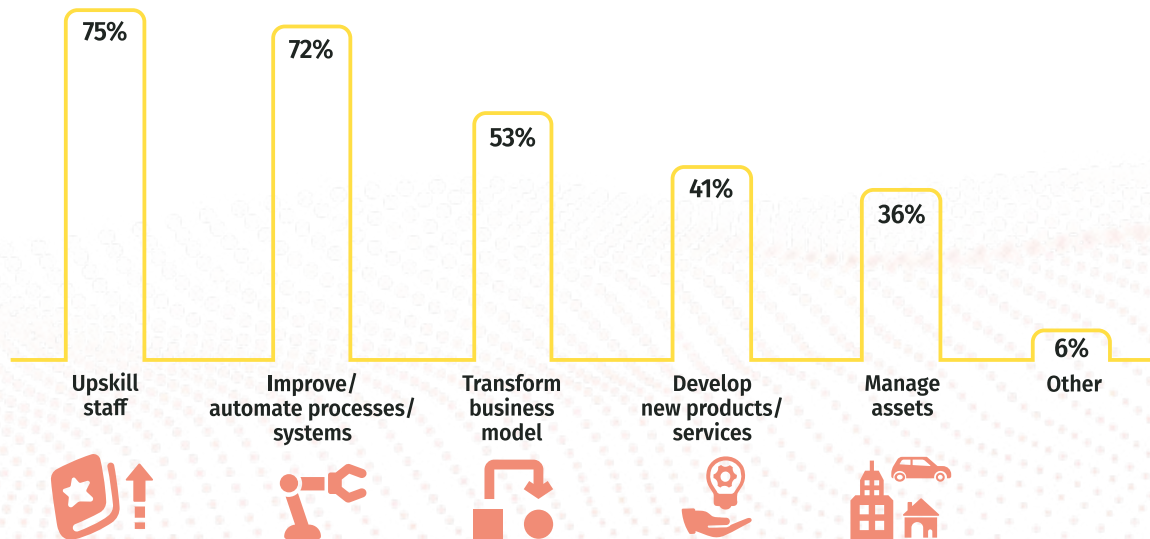 75%
72%
53%
41%
36%
6%
Upskill
staff
Improve/
automate processes/
systems
Transform
business
model
Develop
new products/
services
Manage
assets
Other